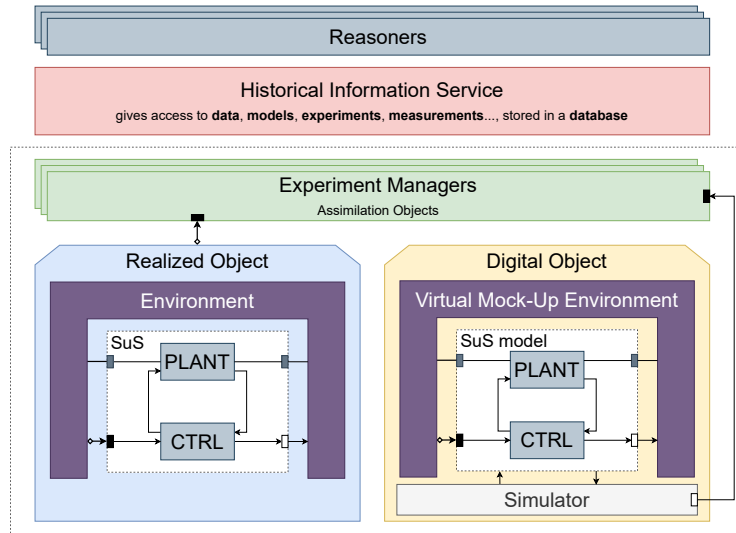 Reasoners
Historical Information Service
gives access to data, models, experiments, measurements..., stored in a database
Experiment Managers
Assimilation Objects
Realized Object
Environment
SuS
PLANT
CTRL
Digital Object
Virtual Mock-Up Environment
SuS model
PLANT
CTRL
Simulator